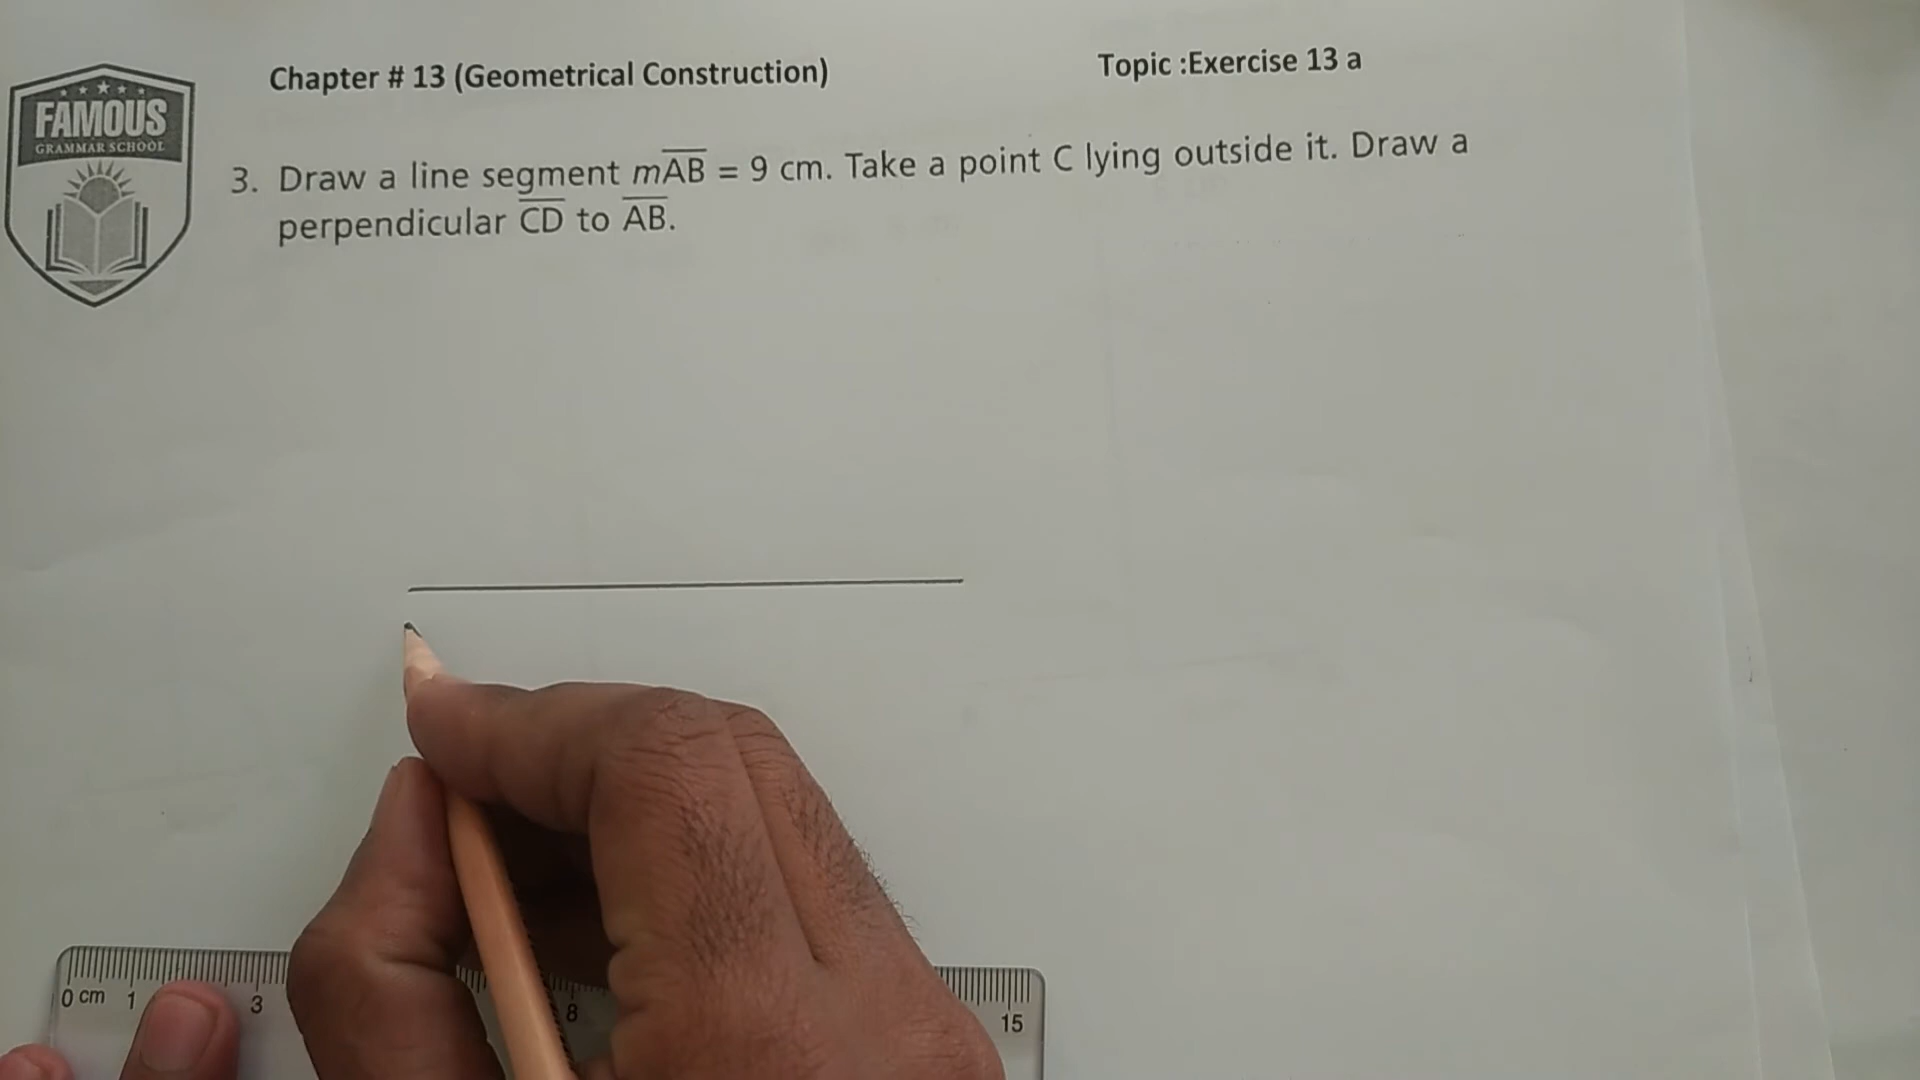 FAMOUS
GRAMMAR SCHOOL
Chapter # 13 (Geometrical Construction)
Topic :Exercise 13 a
3. Draw a line segment mAB = 9 cm. Take a point C lying outside it. Draw a
perpendicular CD to AB.
0 cm 1 3 8 15